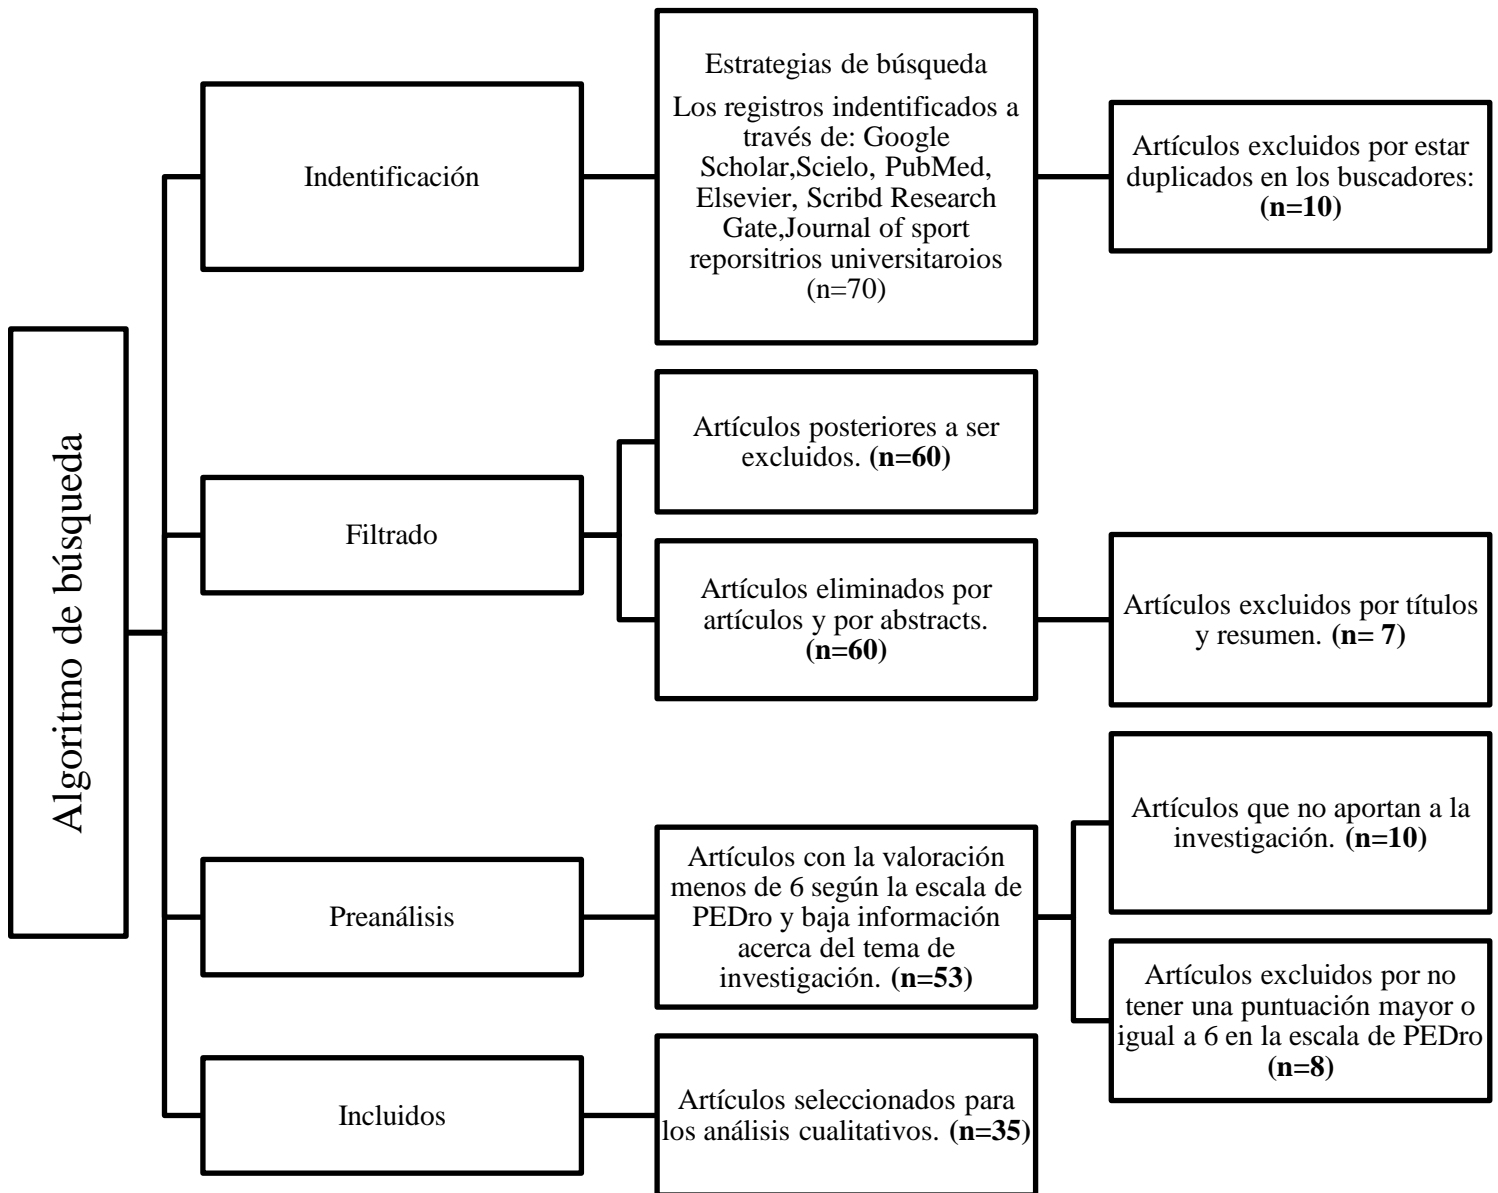 Algoritmo de búsqueda
Indentificación
Estrategias de búsqueda
Los registros indentificados a
través de: Google
Scholar,Scielo, PubMed,
Elsevier, Scribd Research
Gate,Journal of sport
reporsitrios universitaroios
(n=70)
Artículos excluidos por estar
duplicados en los buscadores:
(n=10)
Filtrado
Artículos posteriores a ser
excluidos. (n=60)
Artículos eliminados por
artículos y por abstracts.
(n=60)
Artículos excluidos por títulos
y resumen. (n= 7)
Preanálisis
Artículos con la valoración
menos de 6 según la escala de
PEDro y baja información
acerca del tema de
investigación. (n=53)
Artículos que no aportan a la
investigación. (n=10)
Artículos excluidos por no
tener una puntuación mayor o
igual a 6 en la escala de PEDro
(n=8)
Incluidos
Artículos seleccionados para
los análisis cualitativos. (n=35)